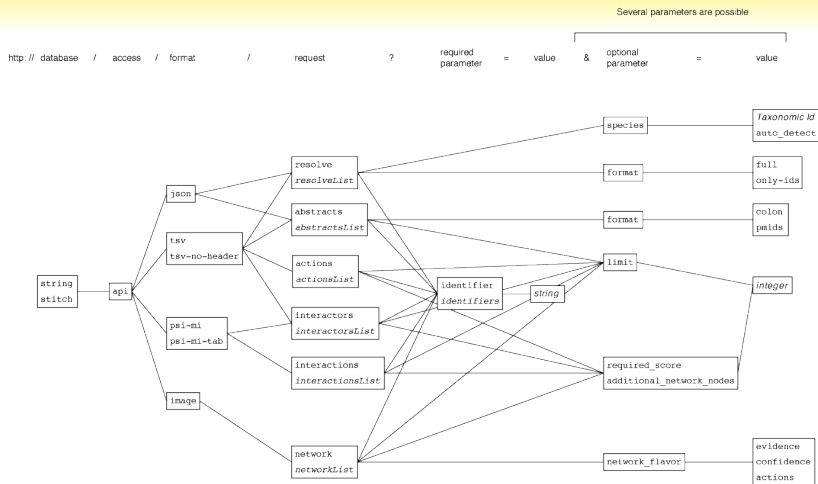 Several parameters are possible
http: // database / access / format / request ? required parameter = value & optional parameter = value
species
Taxonomic Id
auto_detect
resolve
resolveList
format
full
only-ids
json
abstracts
abstractsList
format
colon
pmids
tsv
tsv-no-header
actions
actionsList
limit
string
stitch
api
identifier
identifiers
string
integer
psi-mi
psi-mi-tab
interactors
interactorsList
interactions
interactionsList
required_score
additional_network_nodes
image
network
networkList
network_flavor
evidence
confidence
actions